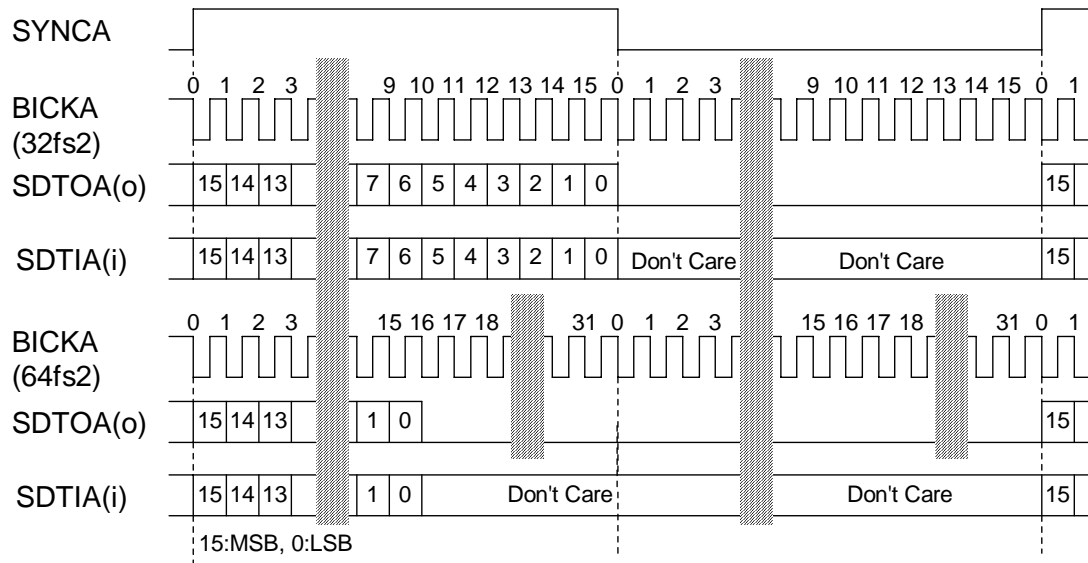 SYNCA
0 1 2 3 9 10 11 12 13 14 15 0 1 2 3 9 10 11 12 13 14 15 0 1
BICKA
(32fs2)
SDTOA(o) 15 14 13 7 6 5 4 3 2 1 0 15
SDTIA(i) 15 14 13 7 6 5 4 3 2 1 0 Don't Care Don't Care 15
0 1 2 3 15 16 17 18 31 0 1 2 3 15 16 17 18 31 0 1
BICKA
(64fs2)
SDTOA(o) 15 14 13 1 0 15
SDTIA(i) 15 14 13 1 0 Don't Care Don't Care 15
15:MSB, 0:LSB